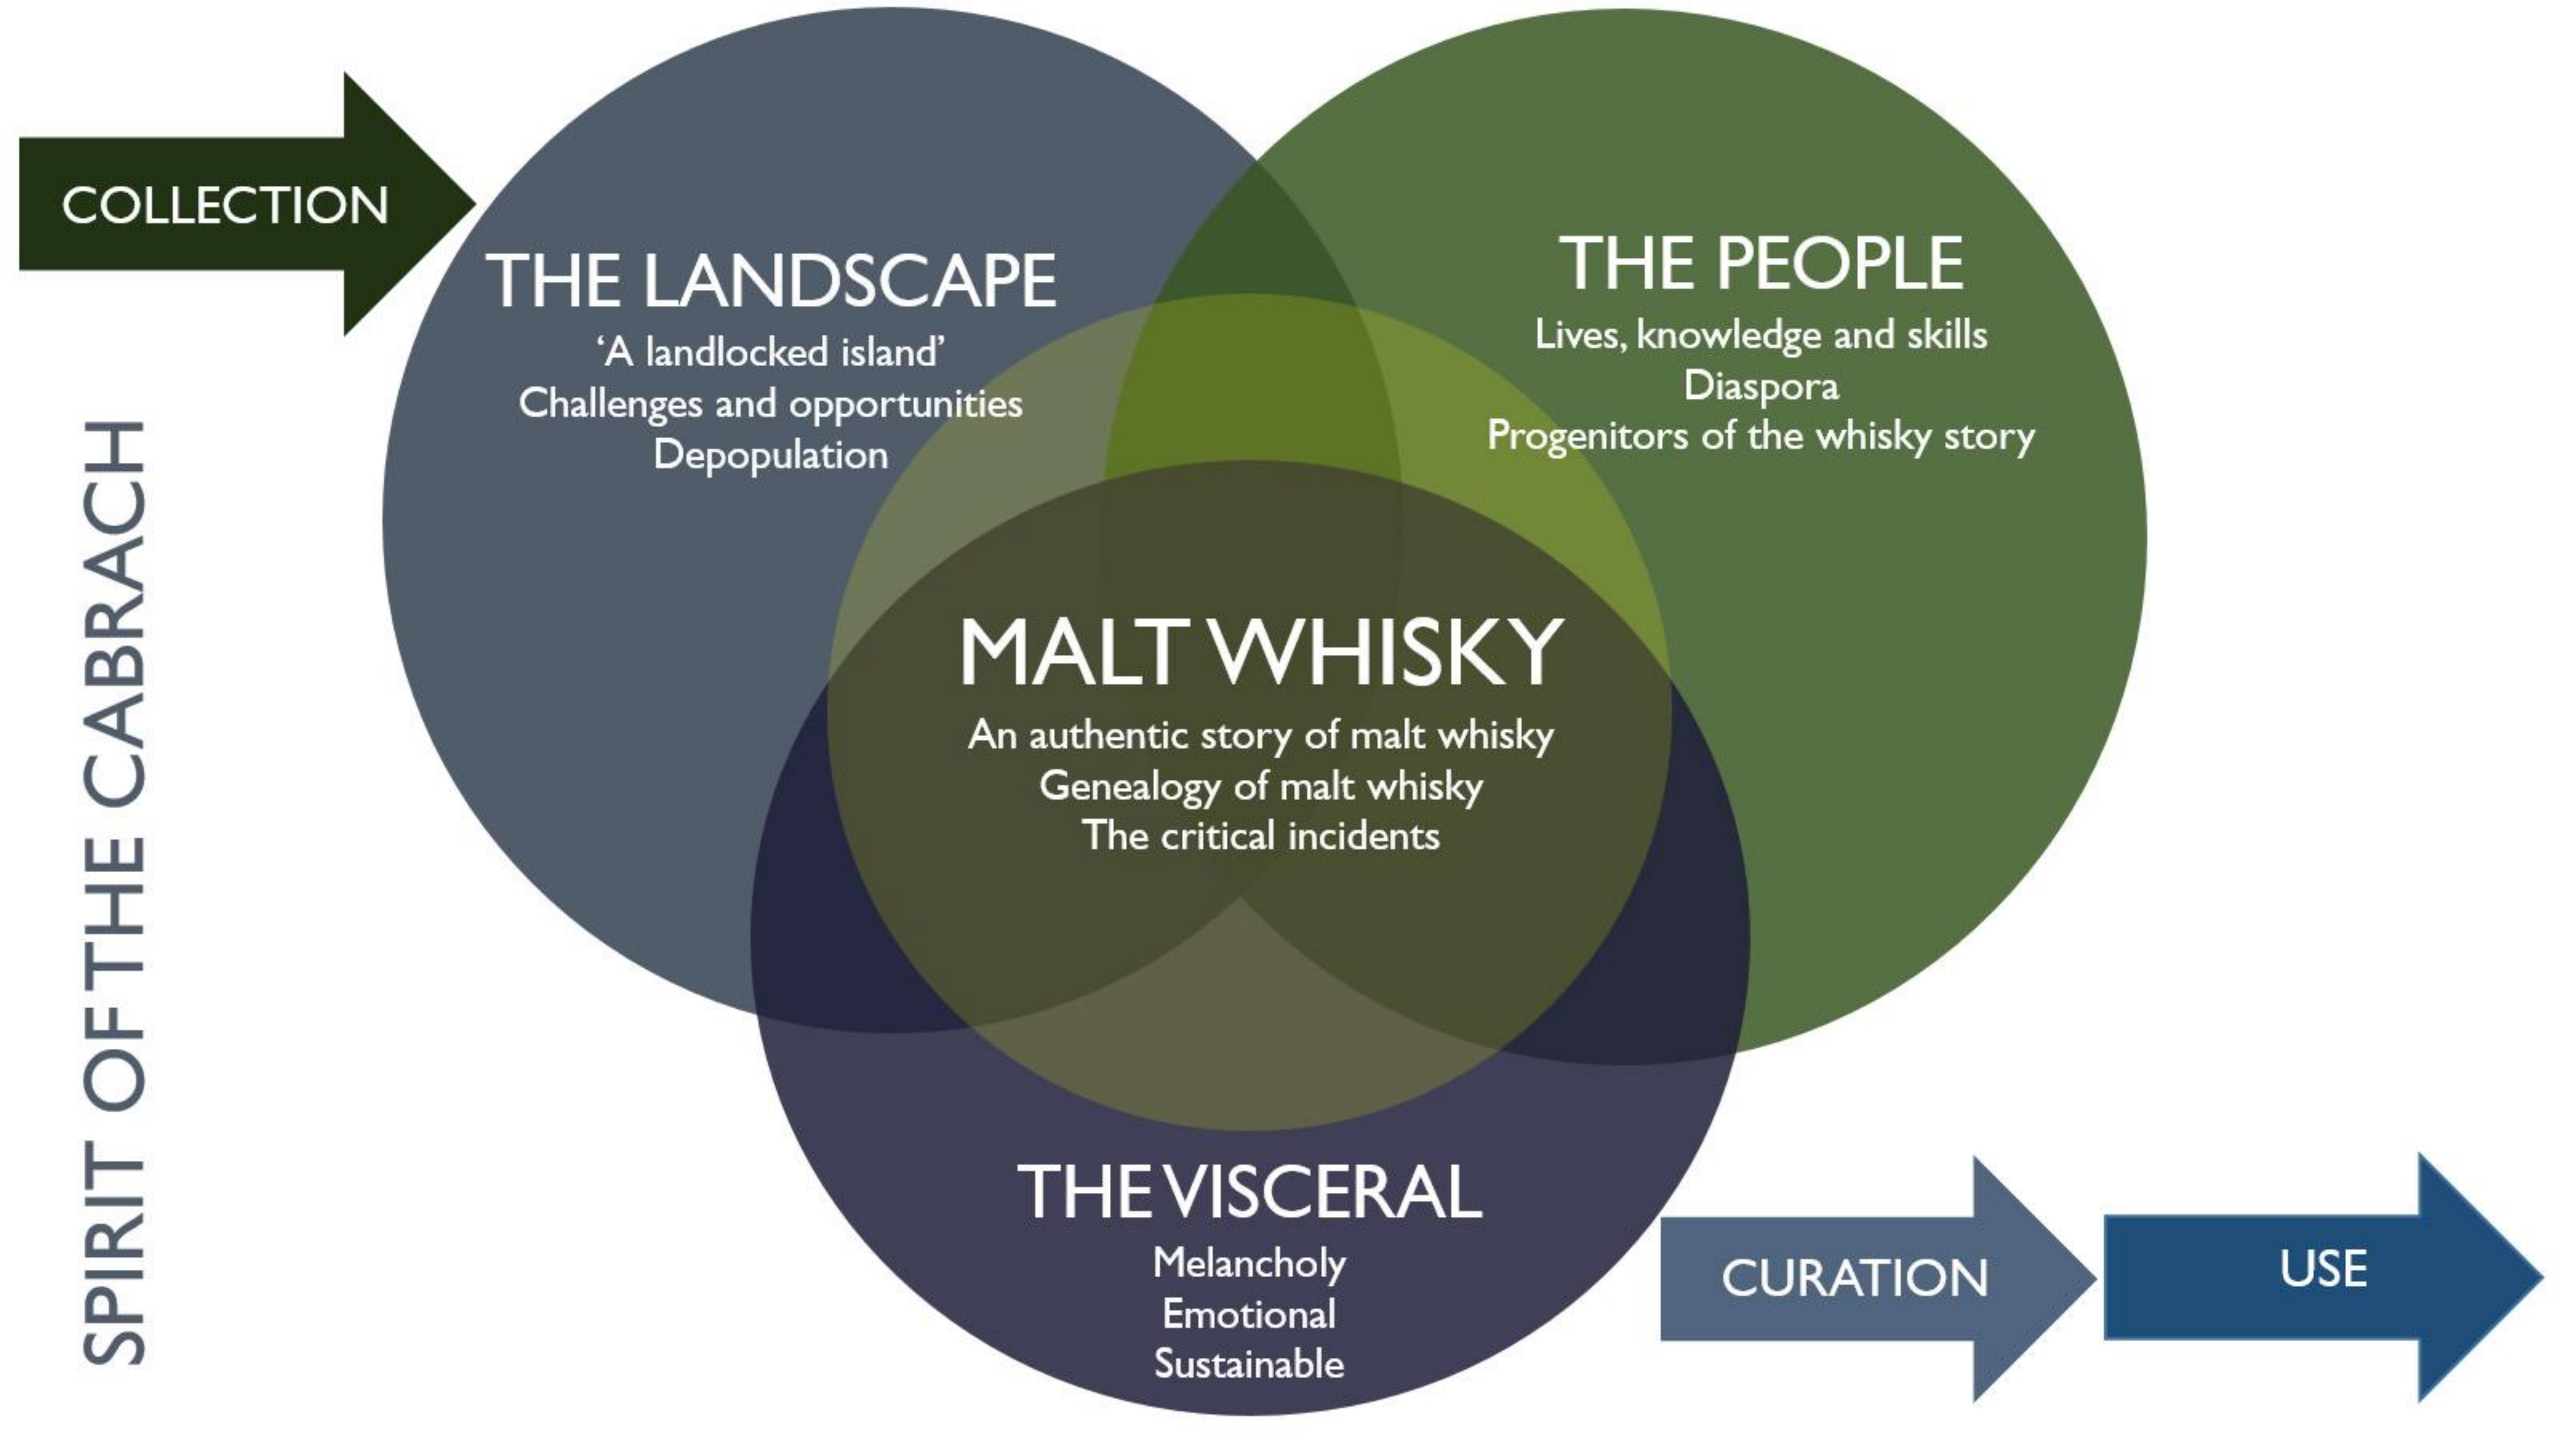 COLLECTION
SPIRIT OF THE CABRACH
THE LANDSCAPE
‘A landlocked island’
Challenges and opportunities
Depopulation
THE PEOPLE
Lives, knowledge and skills
Diaspora
Progenitors of the whisky story
MALT WHISKY
An authentic story of malt whisky
Genealogy of malt whisky
The critical incidents
THE VISCERAL
Melancholy
Emotional
Sustainable
CURATION
USE